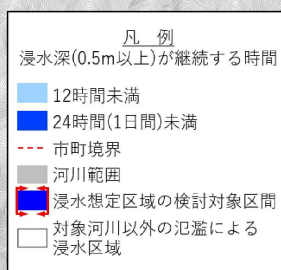 凡 例
浸水深(0.5m以上)が継続する時間
12時間未満
24時間(1日間)未満
市町境界
河川範囲
浸水想定区域の検討対象区間
対象河川以外の氾濫による
浸水区域